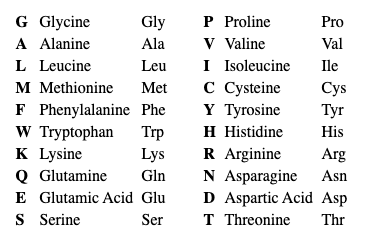 G Glycine Gly P Proline Pro
A Alanine Ala V Valine Val
L Leucine Leu I Isoleucine Ile
M Methionine Met C Cysteine Cys
F Phenylalanine Phe Y Tyrosine Tyr
W Tryptophan Trp H Histidine His
K Lysine Lys R Arginine Arg
Q Glutamine Gln N Asparagine Asn
E Glutamic Acid Glu D Aspartic Acid Asp
S Serine Ser T Threonine Thr